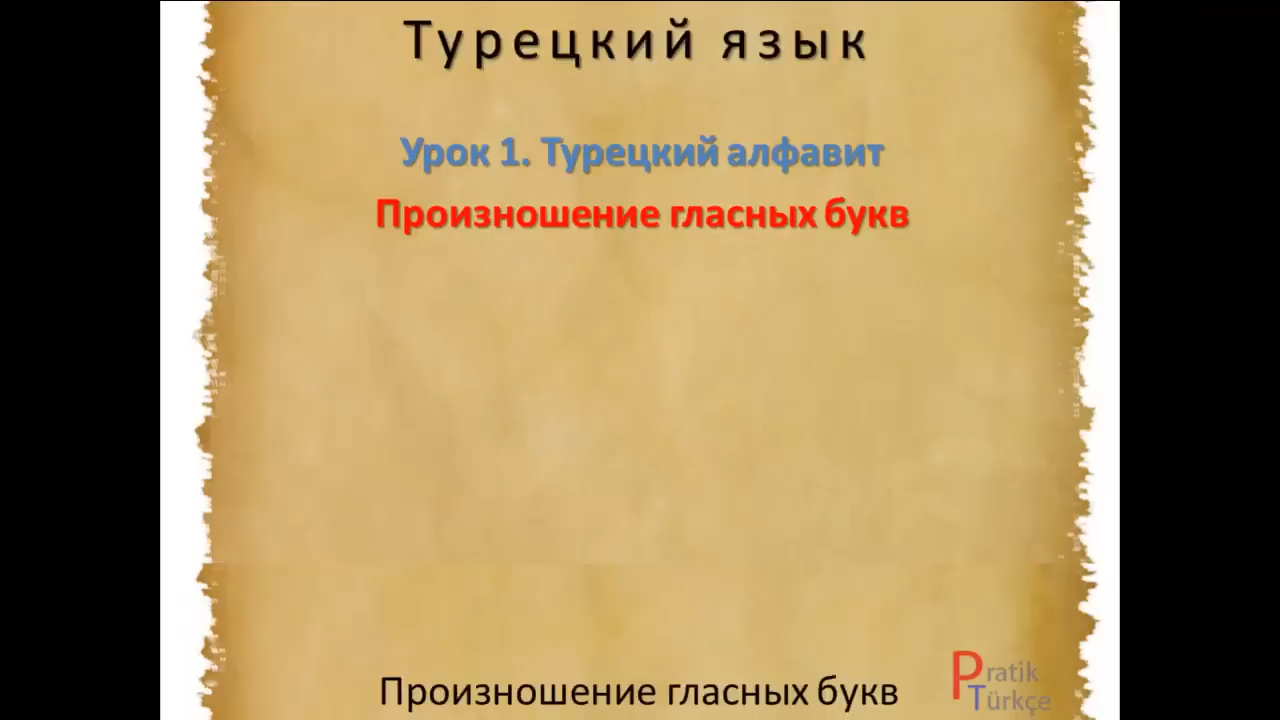 Турецкий язык
Урок 1. Турецкий алфавит
Произношение гласных букв
Произношение гласных букв
Pratik
Türkçe